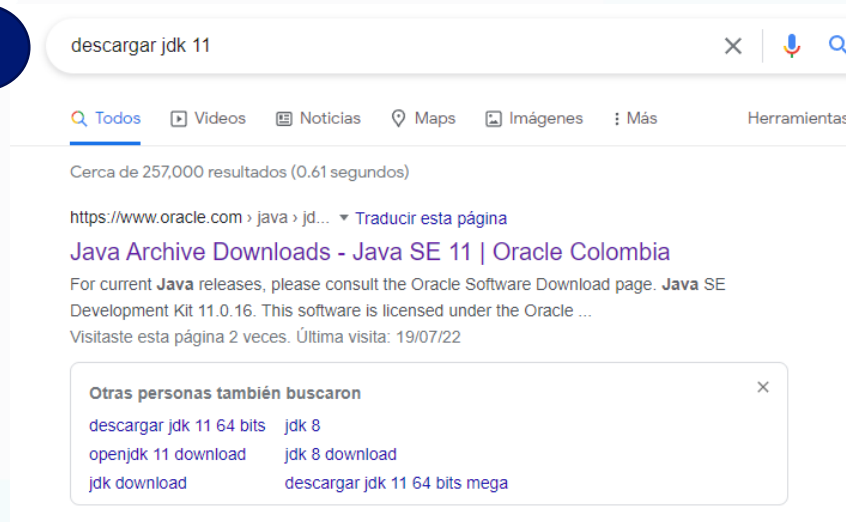 descargar jdk 11
Todos Videos Noticias Maps Imágenes Más Herramientas
Cerca de 257,000 resultados (0.61 segundos)
https://www.oracle.com › java › jd... Traducir esta página
Java Archive Downloads - Java SE 11 | Oracle Colombia
For current Java releases, please consult the Oracle Software Download page. Java SE
Development Kit 11.0.16. This software is licensed under the Oracle ...
Visitaste esta página 2 veces. Última visita: 19/07/22
Otras personas también buscaron
descargar jdk 11 64 bits jdk 8
openjdk 11 download jdk 8 download
jdk download descargar jdk 11 64 bits mega